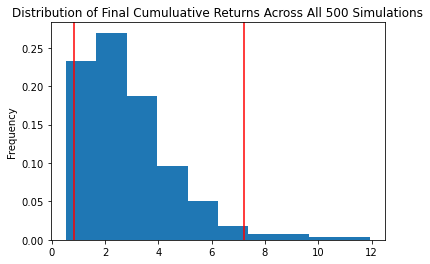 Distribution of Final Cumuluative Returns Across All 500 Simulations
Frequency
0.25
0.20
0.15
0.10
0.05
0.00
0 2 4 6 8 10 12